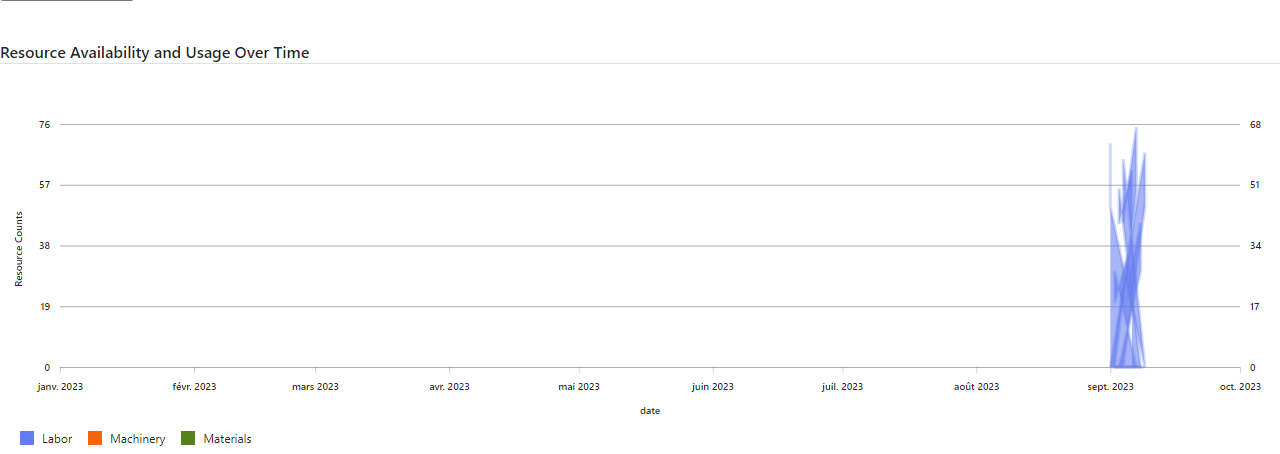 Resource Availability and Usage Over Time
76
68
57
51
38
34
19
17
0
0
Resource Counts
janv. 2023 févr. 2023 mars 2023 avr. 2023 mai 2023 juin 2023 juil. 2023 août 2023 sept. 2023 oct. 2023
date
Labor Machinery Materials